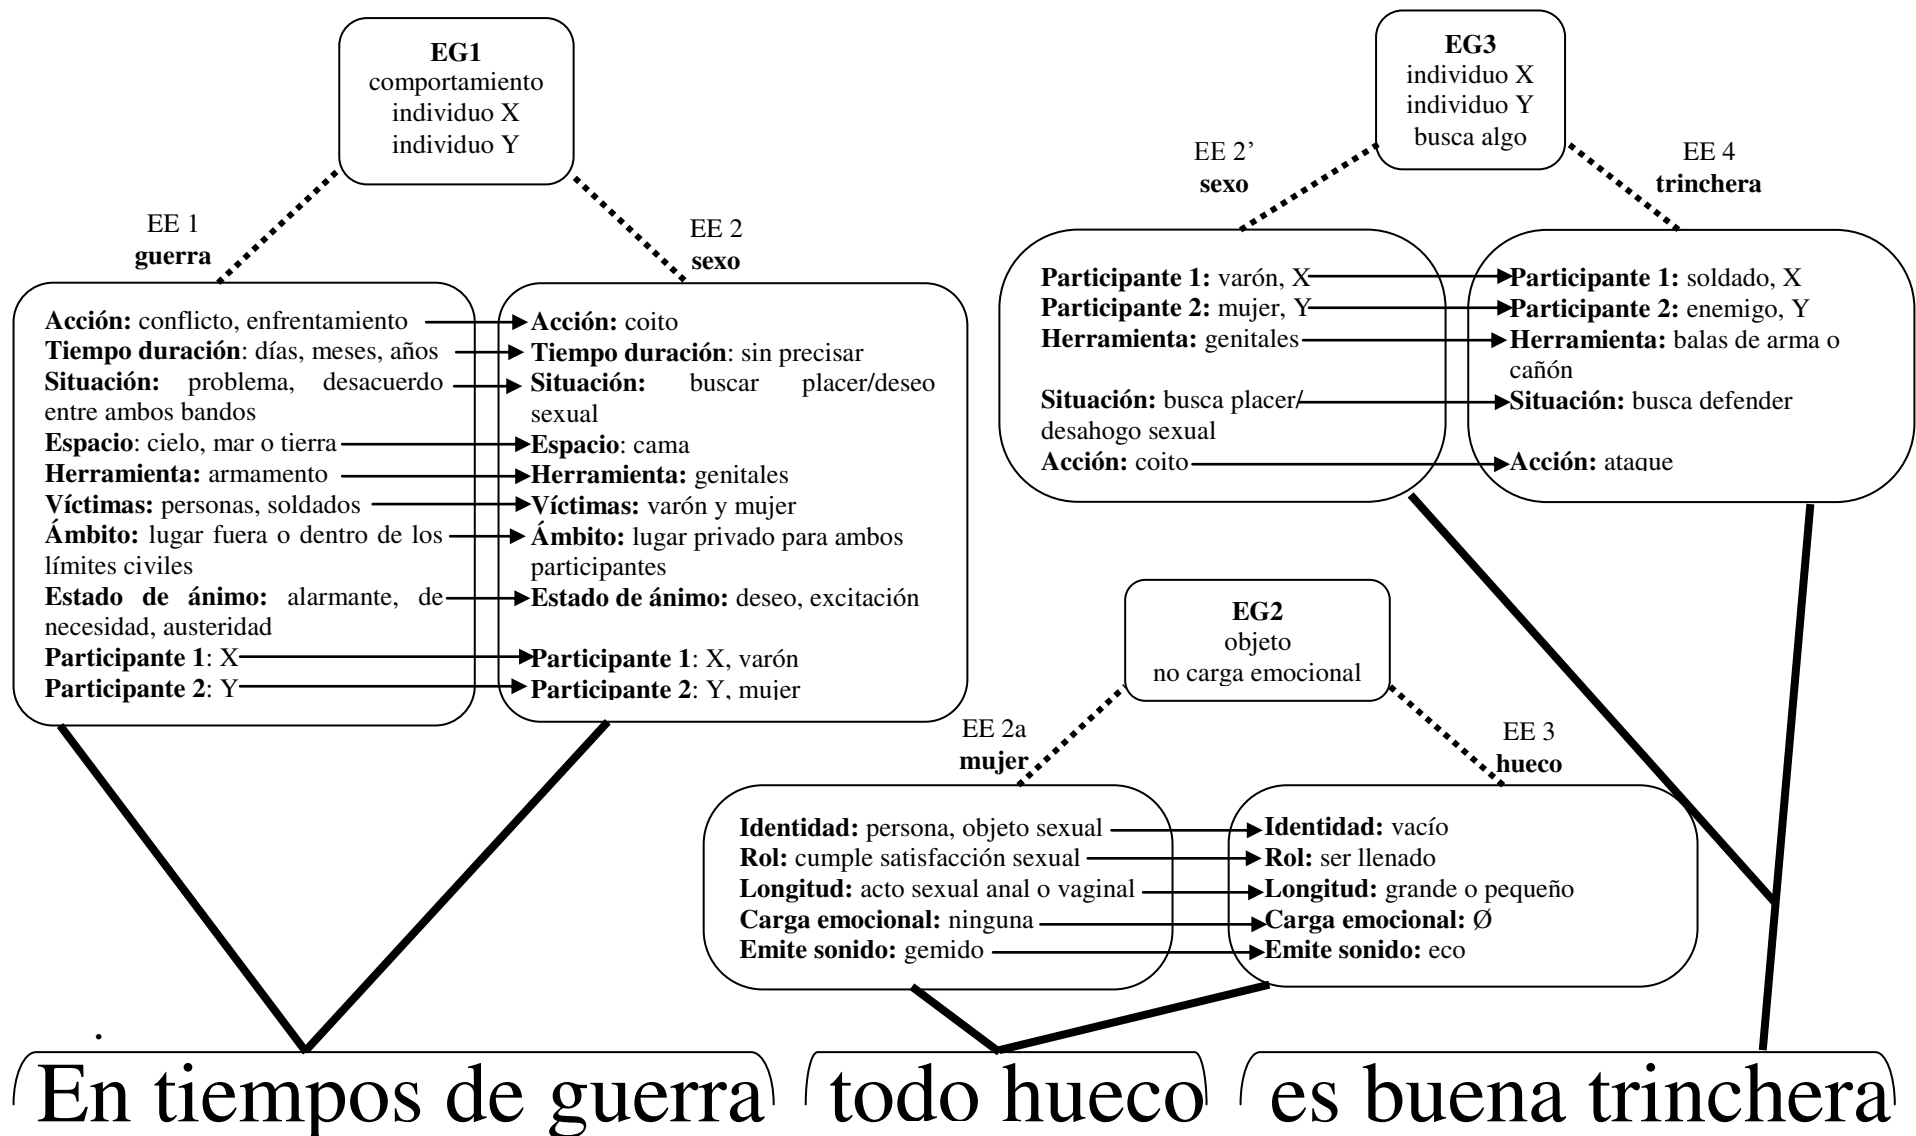 EG1
comportamiento
individuo X
individuo Y
EE 1
guerra
EE 2
sexo
Acción: conflicto, enfrentamiento
Tiempo duración: días, meses, años
Situación: problema, desacuerdo
entre ambos bandos
Espacio: cielo, mar o tierra
Herramienta: armamento
Víctimas: personas, soldados
Ámbito: lugar fuera o dentro de los
límites civiles
Estado de ánimo: alarmante, de
necesidad, austeridad
Participante 1: X
Participante 2: Y
Acción: coito
Tiempo duración: sin precisar
Situación: buscar placer/deseo
sexual
Espacio: cama
Herramienta: genitales
Víctimas: varón y mujer
Ámbito: lugar privado para ambos
participantes
Estado de ánimo: deseo, excitación
Participante 1: X, varón
Participante 2: Y, mujer
EG3
individuo X
individuo Y
busca algo
EE 2’
sexo
EE 4
trinchera
Participante 1: varón, X
Participante 2: mujer, Y
Herramienta: genitales
Situación: busca placer/
desahogo sexual
Acción: coito
Participante 1: soldado, X
Participante 2: enemigo, Y
Herramienta: balas de arma o
cañón
Situación: busca defender
Acción: ataque
EG2
objeto
no carga emocional
EE 2a
mujer
EE 3
hueco
Identidad: persona, objeto sexual
Rol: cumple satisfacción sexual
Longitud: acto sexual anal o vaginal
Carga emocional: ninguna
Emite sonido: gemido
Identidad: vacío
Rol: ser llenado
Longitud: grande o pequeño
Carga emocional: Ø
Emite sonido: eco
.
En tiempos de guerra todo hueco es buena trinchera